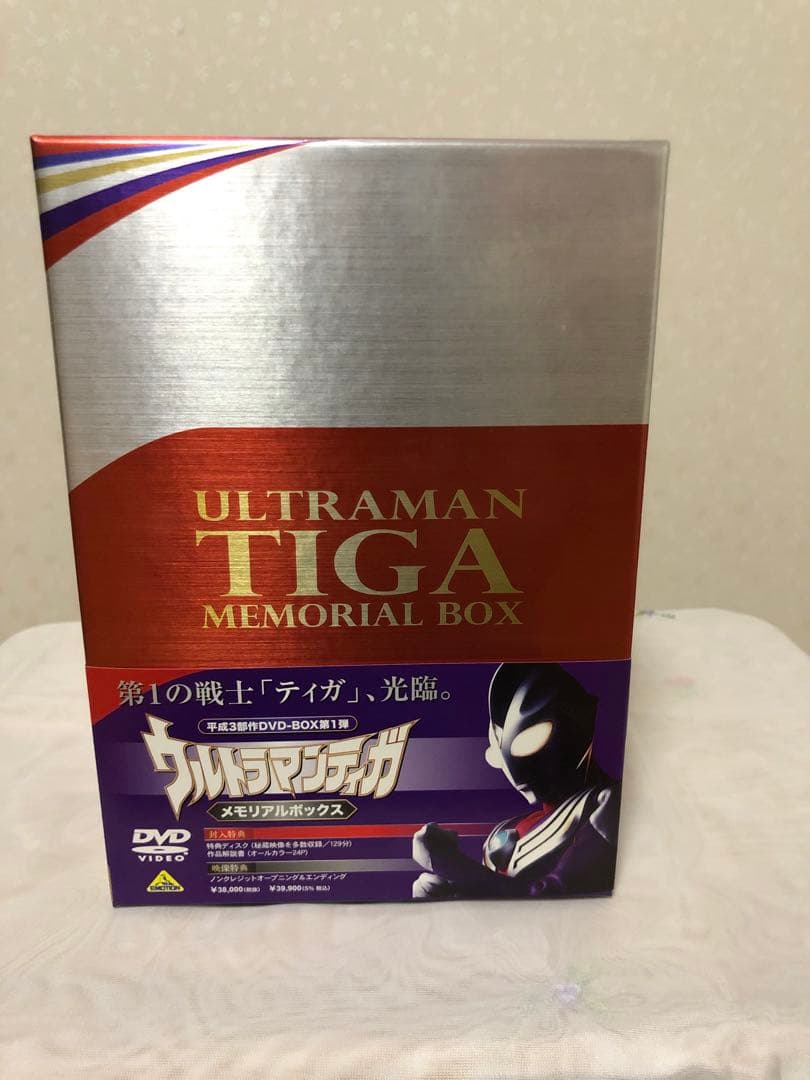 ULTRAMAN
TIGA
MEMORIAL BOX
第1の戦士「ティガ」、光臨。
平成3部作DVD-BOX第1弾
ウルトラマンティガ
メモリアルボックス
DVD
VIDEO
EMOTION
封入特典
特典ディスク(秘蔵映像を多数収録/129分)
作品解説書(オールカラー24P)
映像特典
ノンクレジットオープニング&エンディング
¥38,000(税抜) ¥39,900(5% 税込)